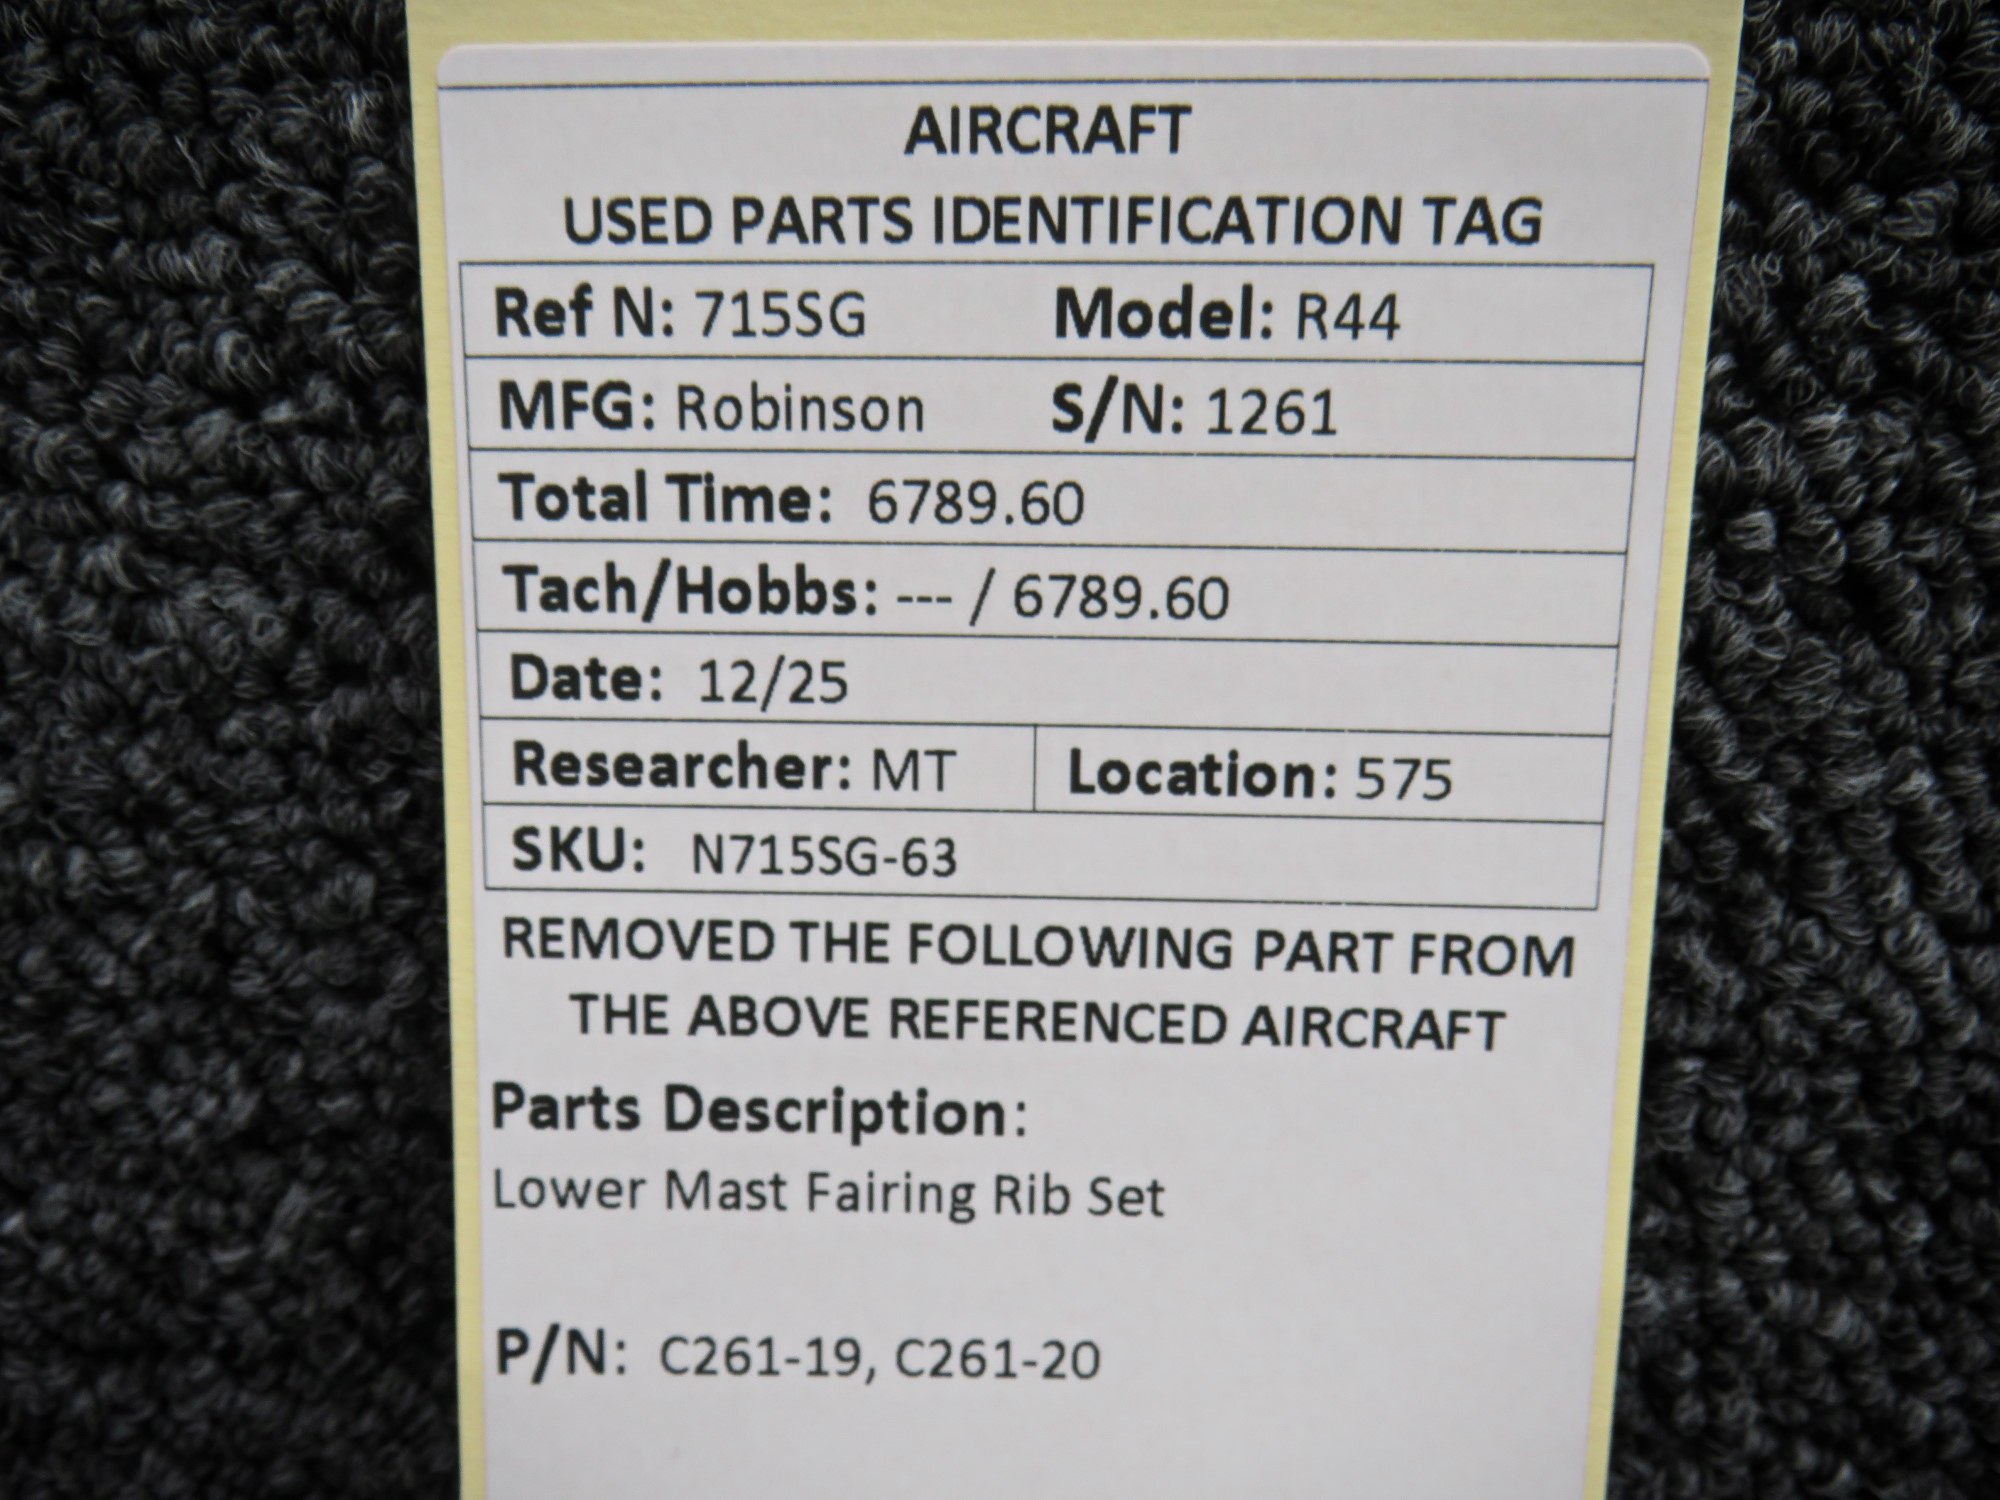 AIRCRAFT
USED PARTS IDENTIFICATION TAG
Ref N: 715SG Model: R44
MFG: Robinson S/N: 1261
Total Time: 6789.60
Tach/Hobbs: --- / 6789.60
Date: 12/25
Researcher: MT Location: 575
SKU: N715SG-63
REMOVED THE FOLLOWING PART FROM
THE ABOVE REFERENCED AIRCRAFT
Parts Description:
Lower Mast Fairing Rib Set
P/N: C261-19, C261-20